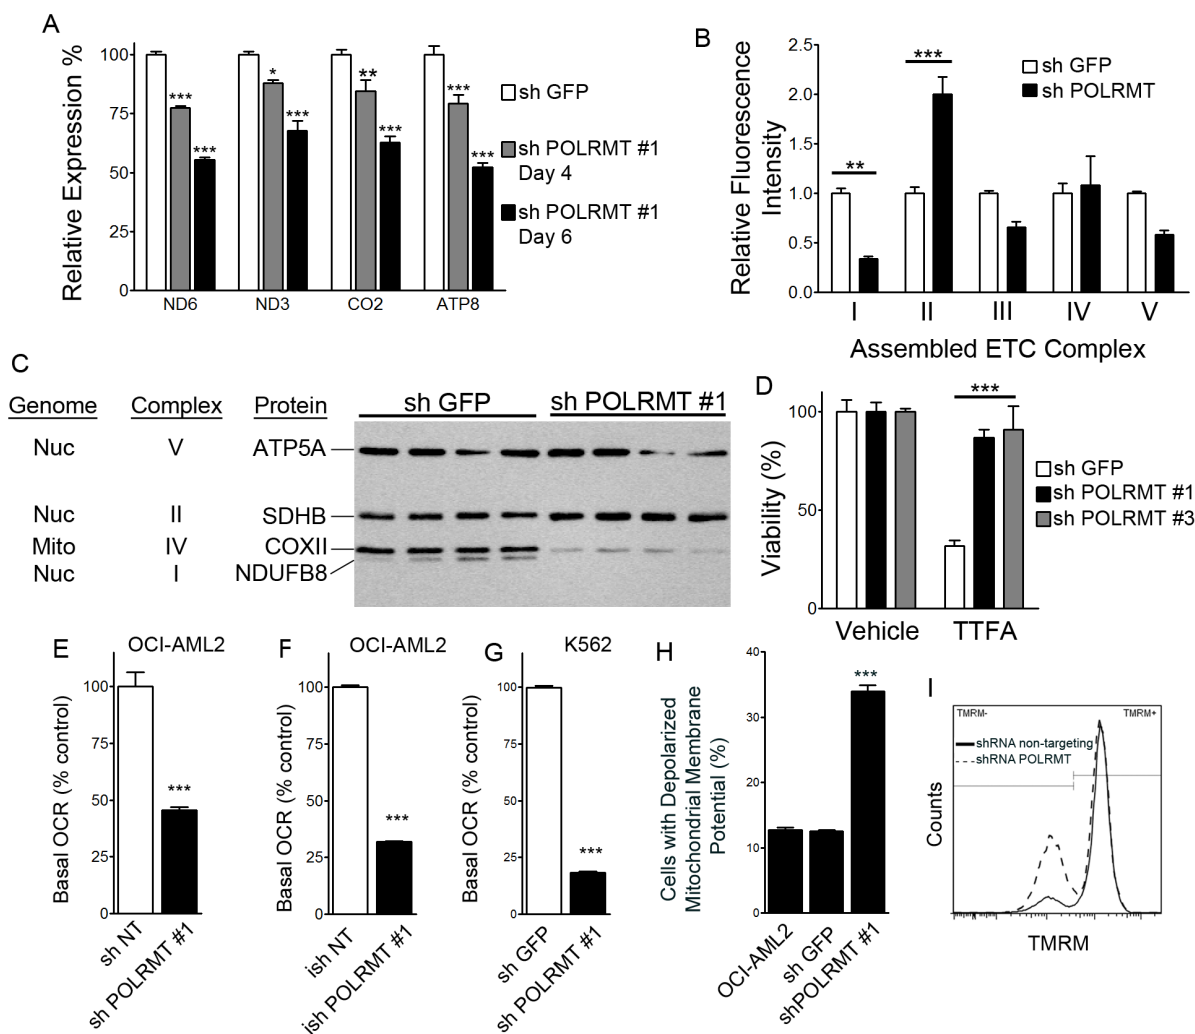 A
Relative Expression %
100
75
50
25
0
***
***
*
***
**
***
***
***
ND6
ND3
CO2
ATP8
sh GFP
sh POLRMT #1
Day 4
sh POLRMT #1
Day 6
B
Relative Fluorescence
Intensity
2.5
2.0
1.5
1.0
0.5
0.0
**
***
sh GFP
sh POLRMT
I
II
III
IV
V
Assembled ETC Complex
C
Genome
Complex
Protein
sh GFP
sh POLRMT #1
Nuc
V
ATP5A
Nuc
II
SDHB
Mito
IV
COXII
Nuc
I
NDUFB8
D
Viability (%)
100
50
0
***
sh GFP
sh POLRMT #1
sh POLRMT #3
Vehicle
TTFA
E
OCI-AML2
Basal OCR (% control)
100
75
50
25
0
***
sh NT
sh POLRMT #1
F
OCI-AML2
Basal OCR (% control)
100
75
50
25
0
***
ish NT
ish POLRMT #1
G
K562
Basal OCR (% control)
100
75
50
25
0
***
sh GFP
sh POLRMT #1
H
Cells with Depolarized
Mitochondrial Membrane
Potential (%)
40
30
20
10
0
***
OCI-AML2
sh GFP
shPOLRMT #1
I
TMRM-
TMRM+
shRNA non-targeting
shRNA POLRMT
Counts
TMRM